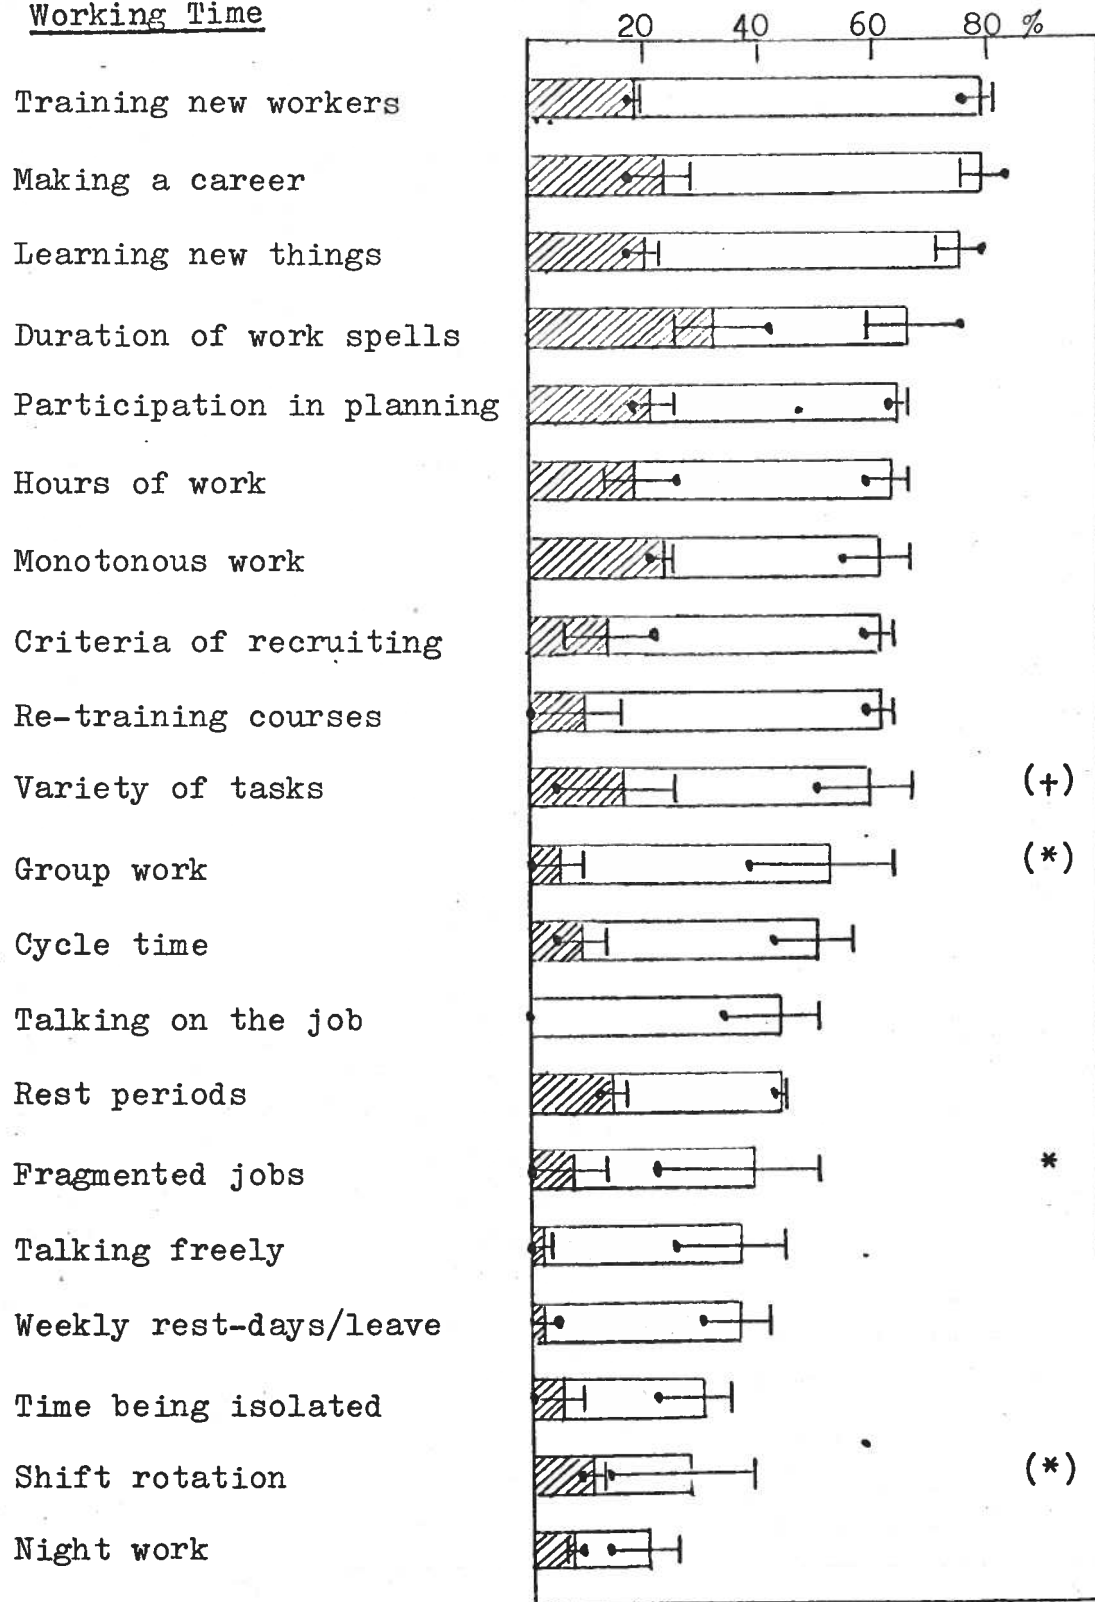 Working Time
20 40 60 80 %
Training new workers
Making a career
Learning new things
Duration of work spells
Participation in planning
Hours of work
Monotonous work
Criteria of recruiting
Re-training courses
Variety of tasks (+)
Group work (*)
Cycle time
Talking on the job
Rest periods
Fragmented jobs *
Talking freely
Weekly rest-days/leave
Time being isolated
Shift rotation (*)
Night work